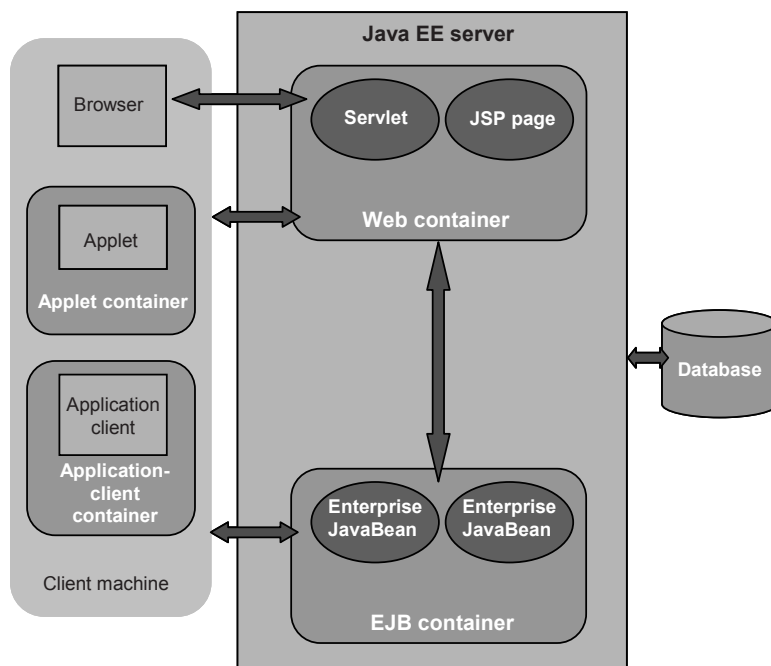 Java EE server
Browser
Servlet
JSP page
Web container
Applet
Applet container
Application
client
Application-
client
container
Client machine
Database
Enterprise
JavaBean
Enterprise
JavaBean
EJB container